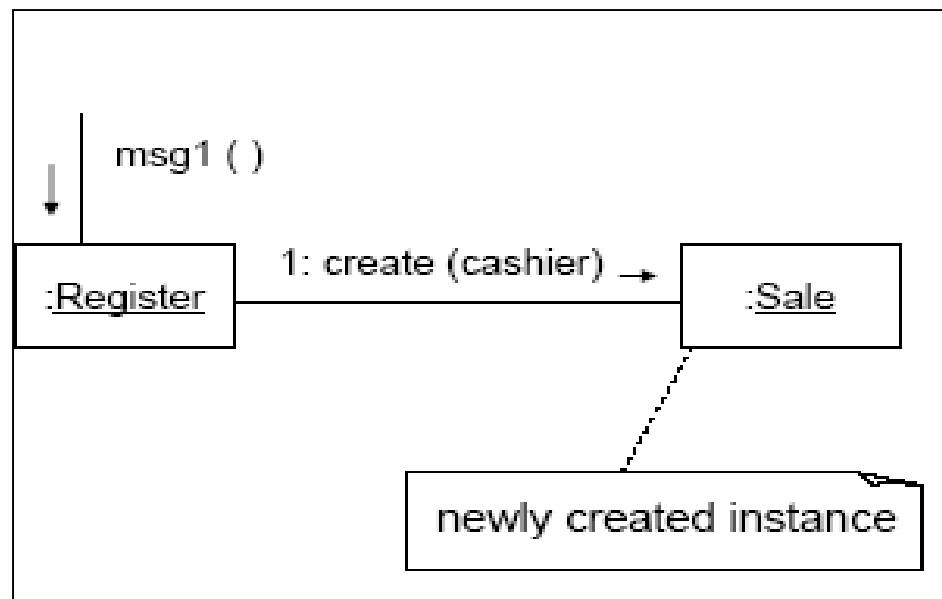 msg1 ( )
1: create (cashier)
:Register
:Sale
newly created instance